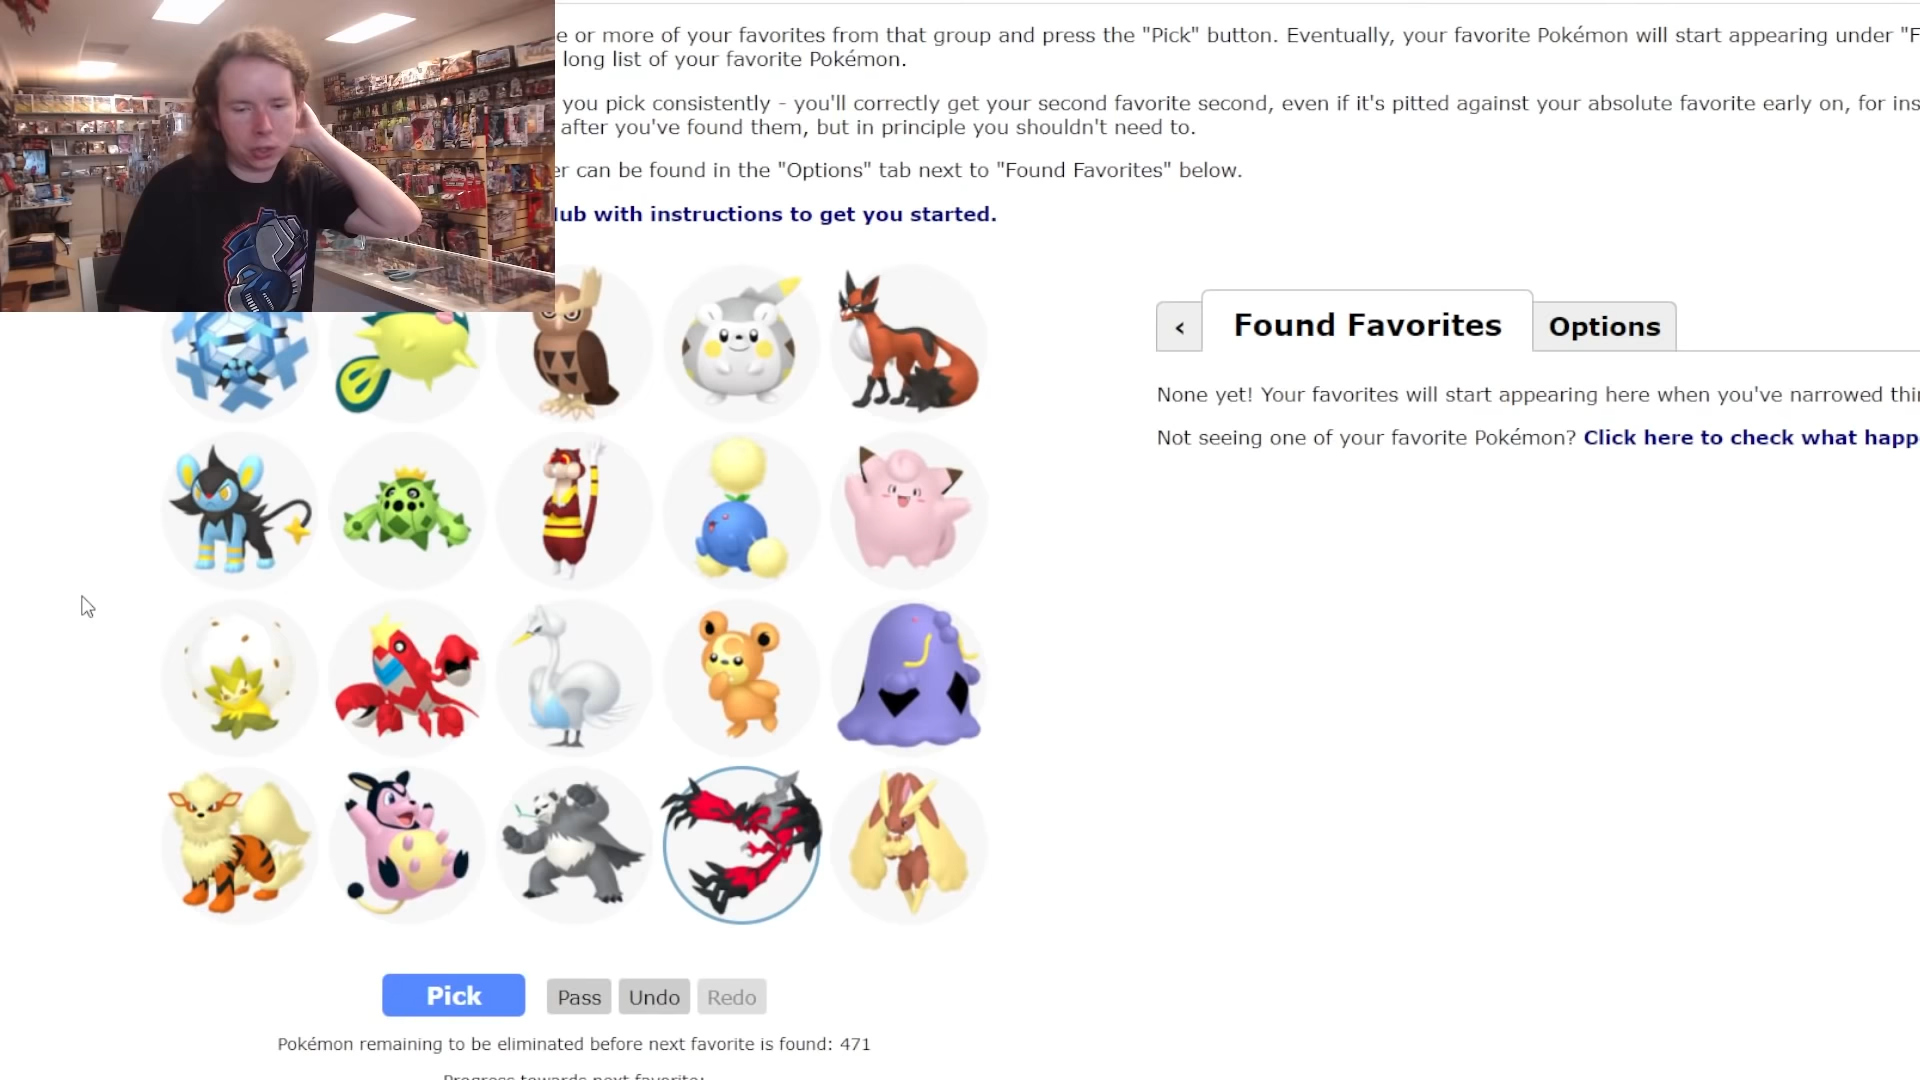 e or more of your favorites from that group and press the "Pick" button. Eventually, your favorite Pokémon will start appearing under "F
long list of your favorite Pokémon.
you pick consistently - you'll correctly get your second favorite second, even if it's pitted against your absolute favorite early on, for ins
after you've found them, but in principle you shouldn't need to.
er can be found in the "Options" tab next to "Found Favorites" below.
lub with instructions to get you started.
‹ Found Favorites Options
None yet! Your favorites will start appearing here when you've narrowed thin
Not seeing one of your favorite Pokémon? Click here to check what happ
Pick Pass Undo Redo
Pokémon remaining to be eliminated before next favorite is found: 471
Progress towards next favorite: